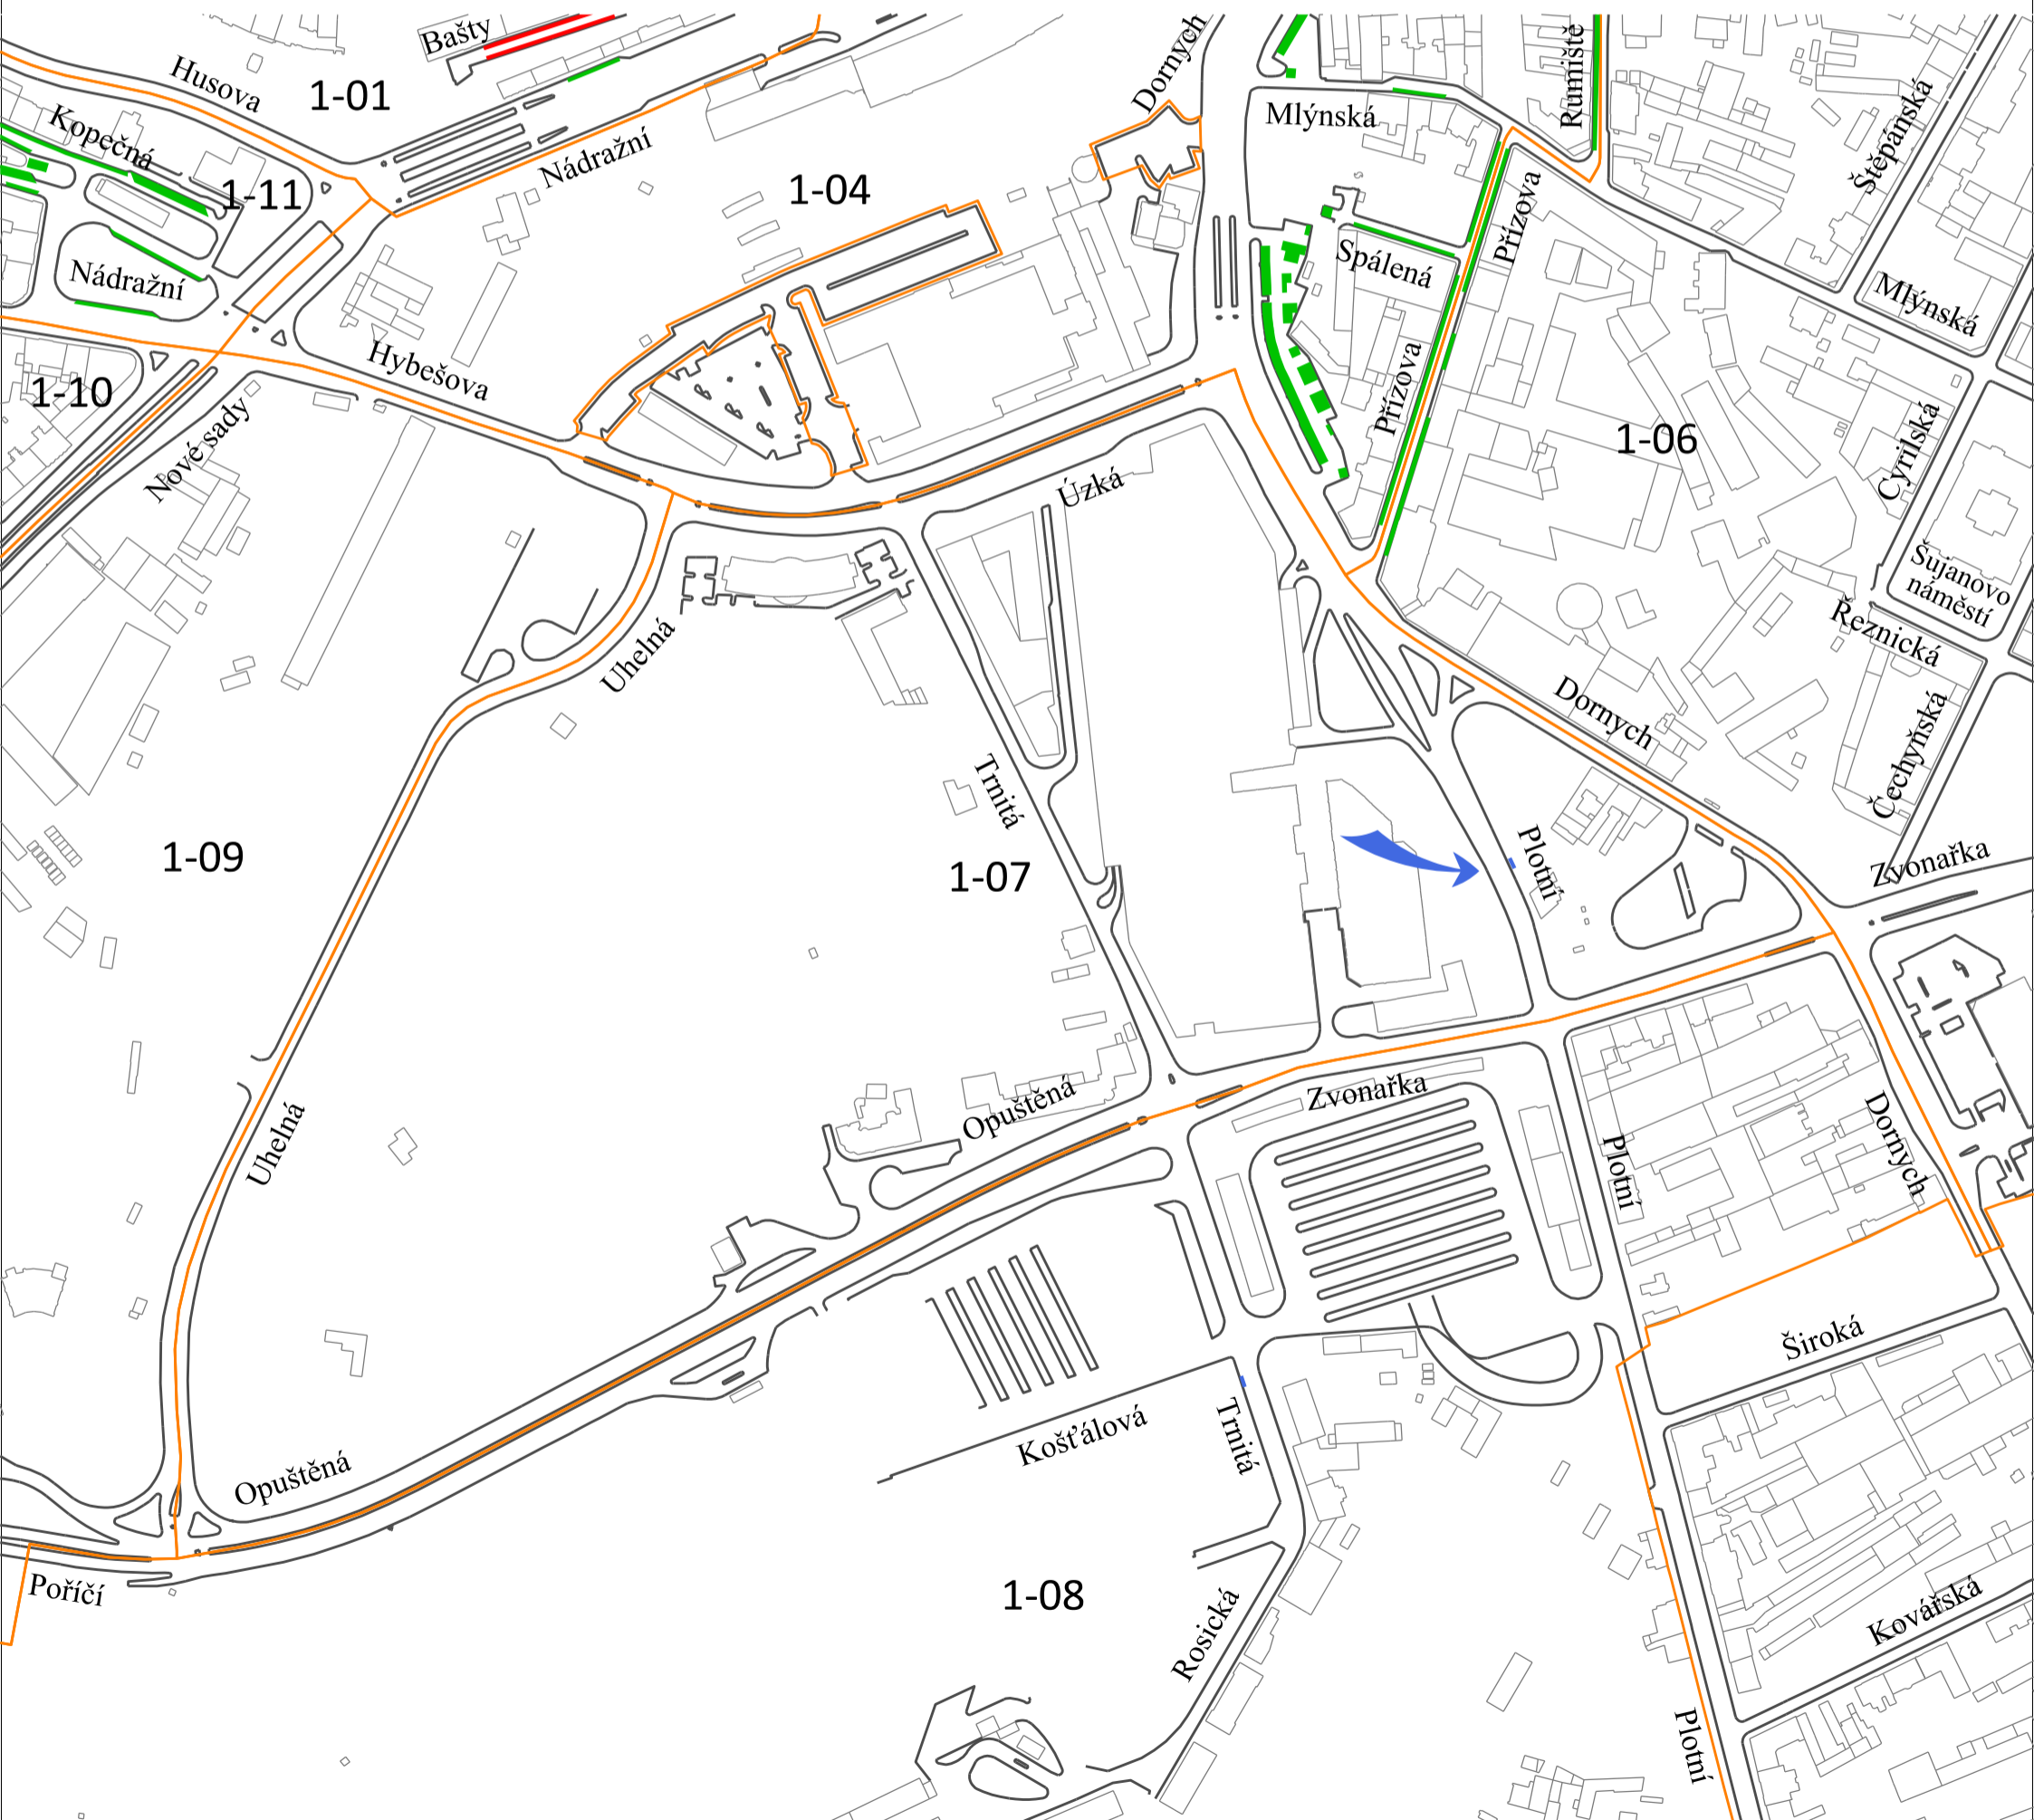 Bašty
Husova
1-01
Dornych
Rumiště
Mlýnská
Štěpánská
Kopečná
Nádražní
1-11
1-04
Přízova
Spálená
Nádražní
Mlýnská
Hybešova
1-10
Přízova
1-06
Cyrilská
Nové sady
Úzká
Šujanovo
náměstí
Řeznická
Uhelná
Dornych
Čechyňská
Trnitá
Plotní
Zvonařka
1-09
1-07
Zvonařka
Opuštěná
Uhelná
Plotní
Dornych
Široká
Košťálová
Trnitá
Opuštěná
Poříčí
1-08
Rosická
Kovářská
Plotní